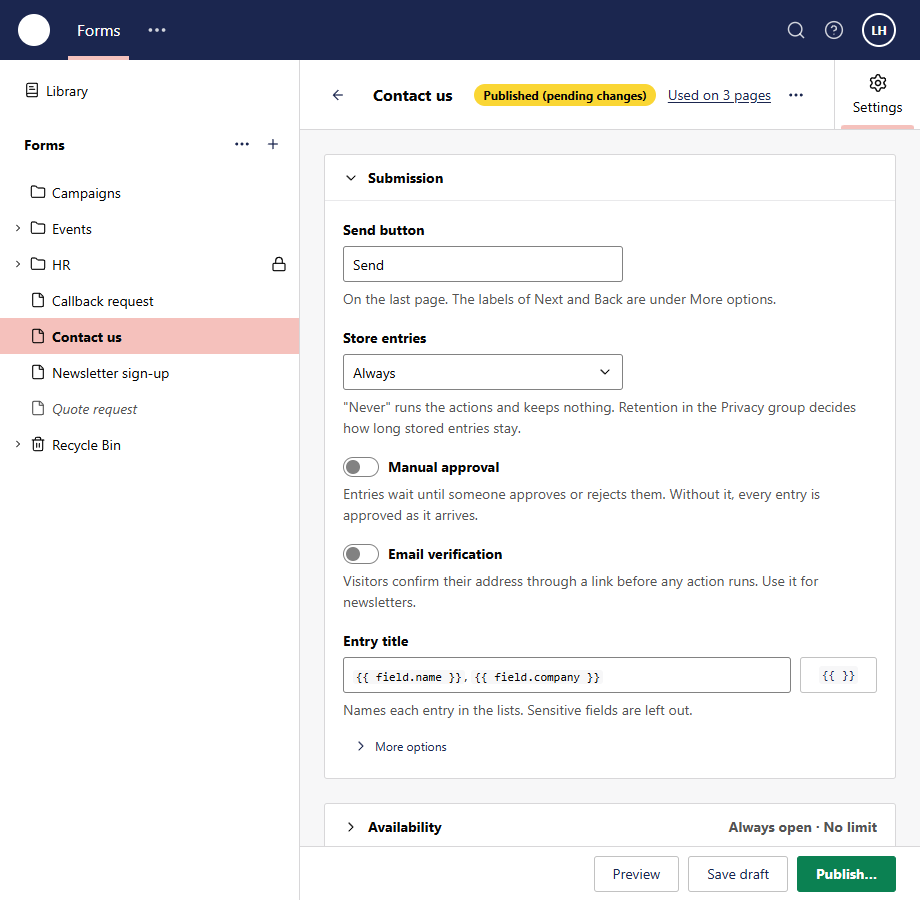 Forms
LH
Library
Forms
Campaigns
Events
HR
Callback request
Contact us
Newsletter sign-up
Quote request
Recycle Bin
Contact us
Published (pending changes)
Used on 3 pages
Settings
Submission
Send button
Send
On the last page. The labels of Next and Back are under More options.
Store entries
Always
"Never" runs the actions and keeps nothing. Retention in the Privacy group decides
how long stored entries stay.
Manual approval
Entries wait until someone approves or rejects them. Without it, every entry is
approved as it arrives.
Email verification
Visitors confirm their address through a link before any action runs. Use it for
newsletters.
Entry title
{{ field.name }}, {{ field.company }}
{{ }}
Names each entry in the lists. Sensitive fields are left out.
More options
Availability
Always open · No limit
Preview
Save draft
Publish...